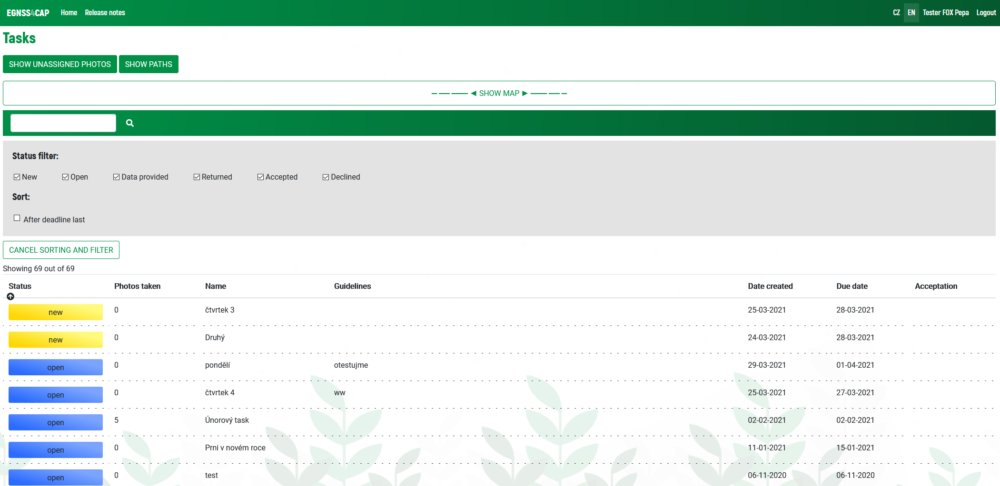 EGNSS4CAP Home Release notes CZ EN Tester FOX Pepa Logout
Tasks
SHOW UNASSIGNED PHOTOS SHOW PATHS
SHOW MAP
Status filter:
New Open Data provided Returned Accepted Declined
Sort:
After deadline last
CANCEL SORTING AND FILTER
Showing 69 out of 69
Status Photos taken Name Guidelines Date created Due date Acceptation
new 0 čtvrtek 3 25-03-2021 28-03-2021
new 0 Druhý 24-03-2021 28-03-2021
open 0 pondělí otestujme 29-03-2021 01-04-2021
open 0 čtvrtek 4 ww 25-03-2021 27-03-2021
open 5 Únorový task 02-02-2021 02-02-2021
open 0 Prni v novém roce 11-01-2021 15-01-2021
open 0 test 06-11-2020 06-11-2020